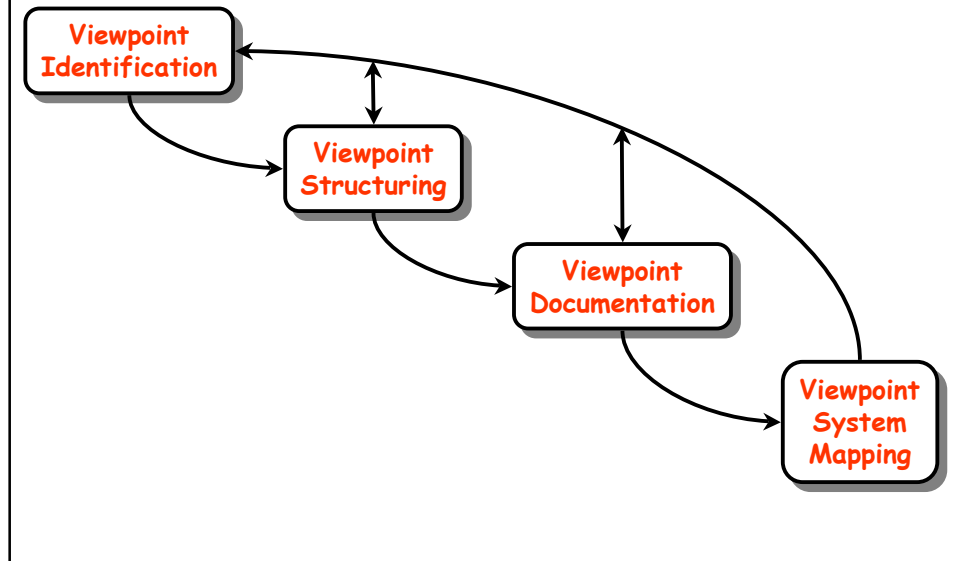 Viewpoint
Identification
Viewpoint
Structuring
Viewpoint
Documentation
Viewpoint
System
Mapping